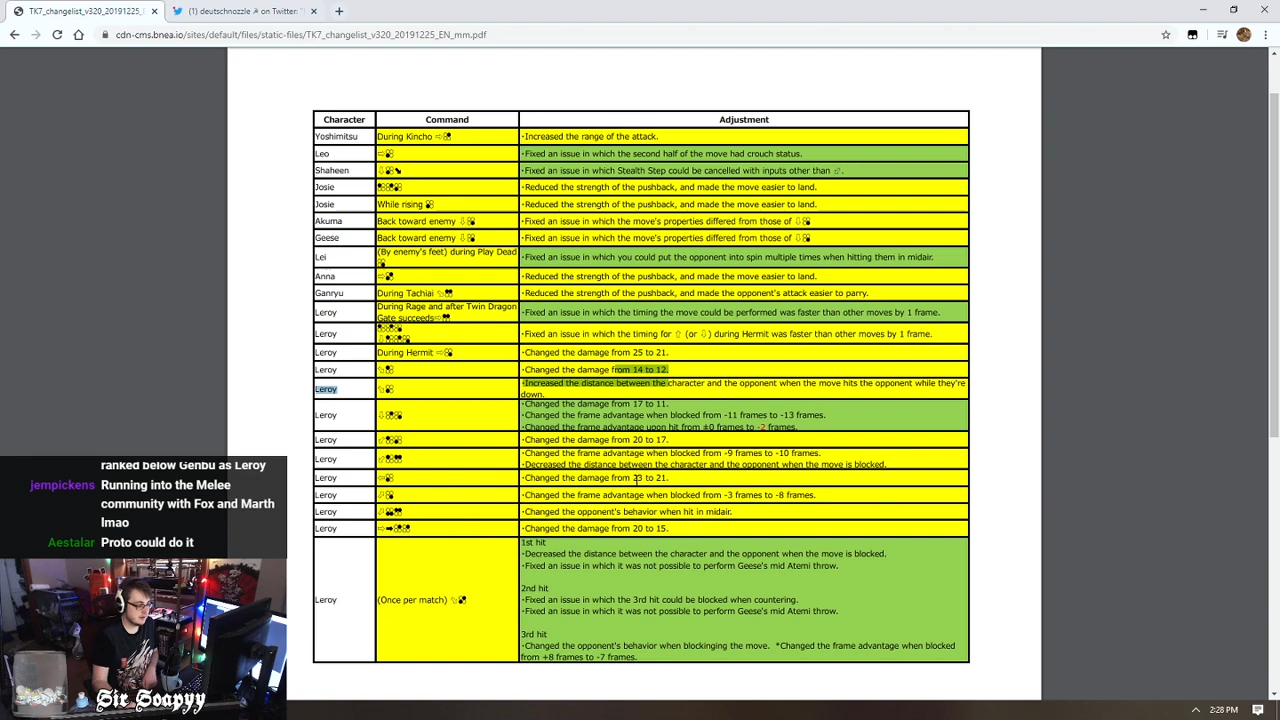 TK7_changelist_v320_20191225_E
(1) deutschnozzle
on Twitter: "
cdn-cms.bnea.io/sites/default/files/static-files/TK7_changelist_v320_20191225_EN_mm.pdf
Character Command Adjustment
Yoshimitsu During Kincho ⇨ ·Increased the range of the attack.
Leo ⇨ ·Fixed an issue in which the second half of the move had crouch status.
Shaheen ⇩ ·Fixed an issue in which Stealth Step could be cancelled with inputs other than .
Josie ·Reduced the strength of the pushback, and made the move easier to land.
Josie While rising ·Reduced the strength of the pushback, and made the move easier to land.
Akuma Back toward enemy ⇩ ·Fixed an issue in which the move's properties differed from those of ⇩
Geese Back toward enemy ⇩ ·Fixed an issue in which the move's properties differed from those of ⇩
Lei (By enemy's feet) during Play Dead ·Fixed an issue in which you could put the opponent into spin multiple times when hitting them in midair.
Anna ⇨ ·Reduced the strength of the pushback, and made the move easier to land.
Ganryu During Tachiai ·Reduced the strength of the pushback, and made the opponent's attack easier to parry.
Leroy During Rage and after Twin Dragon
Gate succeeds⇨ ·Fixed an issue in which the timing the move could be performed was faster than other moves by 1 frame.
Leroy ·Fixed an issue in which the timing for ⇧ (or ⇩) during Hermit was faster than other moves by 1 frame.
Leroy During Hermit ⇨ ·Changed the damage from 25 to 21.
Leroy ·Changed the damage from 14 to 12.
Leroy ·Increased the distance between the character and the opponent when the move hits the opponent while they're
down.
Leroy ⇩ ·Changed the damage from 17 to 11.
·Changed the frame advantage when blocked from -11 frames to -13 frames.
·Changed the frame advantage upon hit from ±0 frames to -2 frames.
Leroy ·Changed the damage from 20 to 17.
Leroy ·Changed the frame advantage when blocked from -9 frames to -10 frames.
·Decreased the distance between the character and the opponent when the move is blocked.
Leroy ⇦ ·Changed the damage from 23 to 21.
Leroy ·Changed the frame advantage when blocked from -3 frames to -8 frames.
Leroy ·Changed the opponent's behavior when hit in midair.
Leroy ⇨➡ ·Changed the damage from 20 to 15.
Leroy (Once per match) 1st hit
·Decreased the distance between the character and the opponent when the move is blocked.
·Fixed an issue in which it was not possible to perform Geese's mid Atemi throw.
2nd hit
·Fixed an issue in which the 3rd hit could be blocked when countering.
·Fixed an issue in which it was not possible to perform Geese's mid Atemi throw.
3rd hit
·Changed the opponent's behavior when blockinging the move. *Changed the frame advantage when blocked
from +8 frames to -7 frames.
ranked below Genbu as Leroy
jempickens Running into the Melee
community with Fox and Marth
lmao
Aestalar Proto could do it
Sir Soapyy
2:28 PM